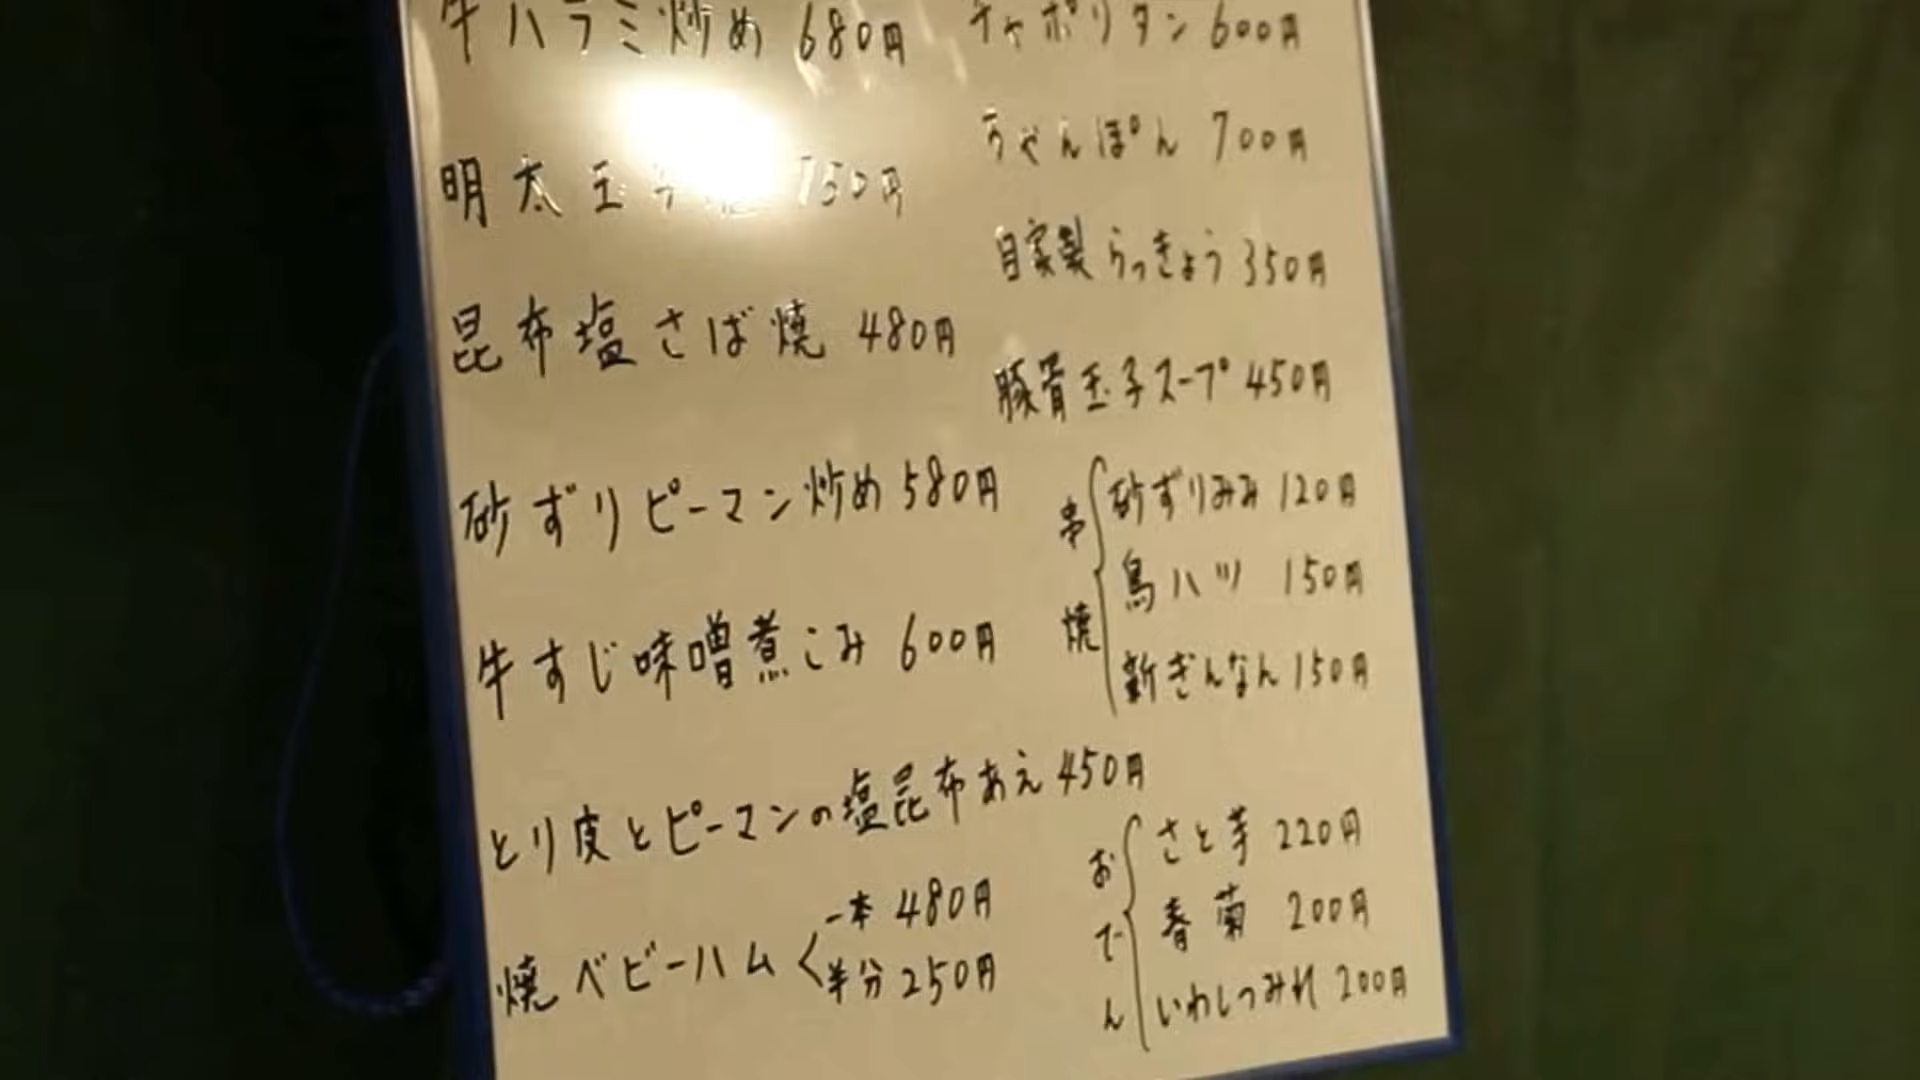 牛ハラミ炒め 680円
明太玉子焼 750円
昆布塩さば焼 480円
砂ずりピーマン炒め 580円
牛すじ味噌煮こみ 600円
とり皮とピーマンの塩昆布あえ 450円
焼ベビーハム
一本 480円
半分 250円
チャポリタン 600円
ちゃんぽん 700円
自家製らっきょう 350円
豚骨玉子スープ 450円
串焼
砂ずりみみ 120円
鳥ハツ 150円
新ぎんなん 150円
おでん
さと芋 220円
春菊 200円
いわしつみれ 200円